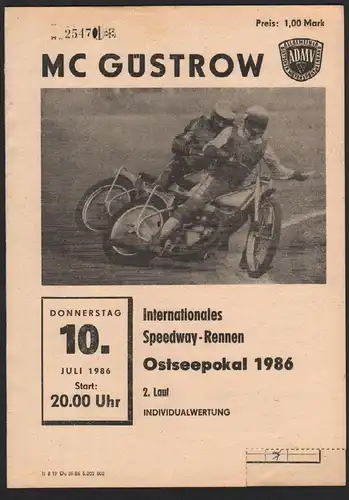 Preis: 1,00 Mark
25470
MC GÜSTROW
ADMV
DONNERSTAG
10.
JULI 1986
Start:
20.00 Uhr
Internationales
Speedway-Rennen
Ostseepokal 1986
2. Lauf
INDIVIDUALWERTUNG